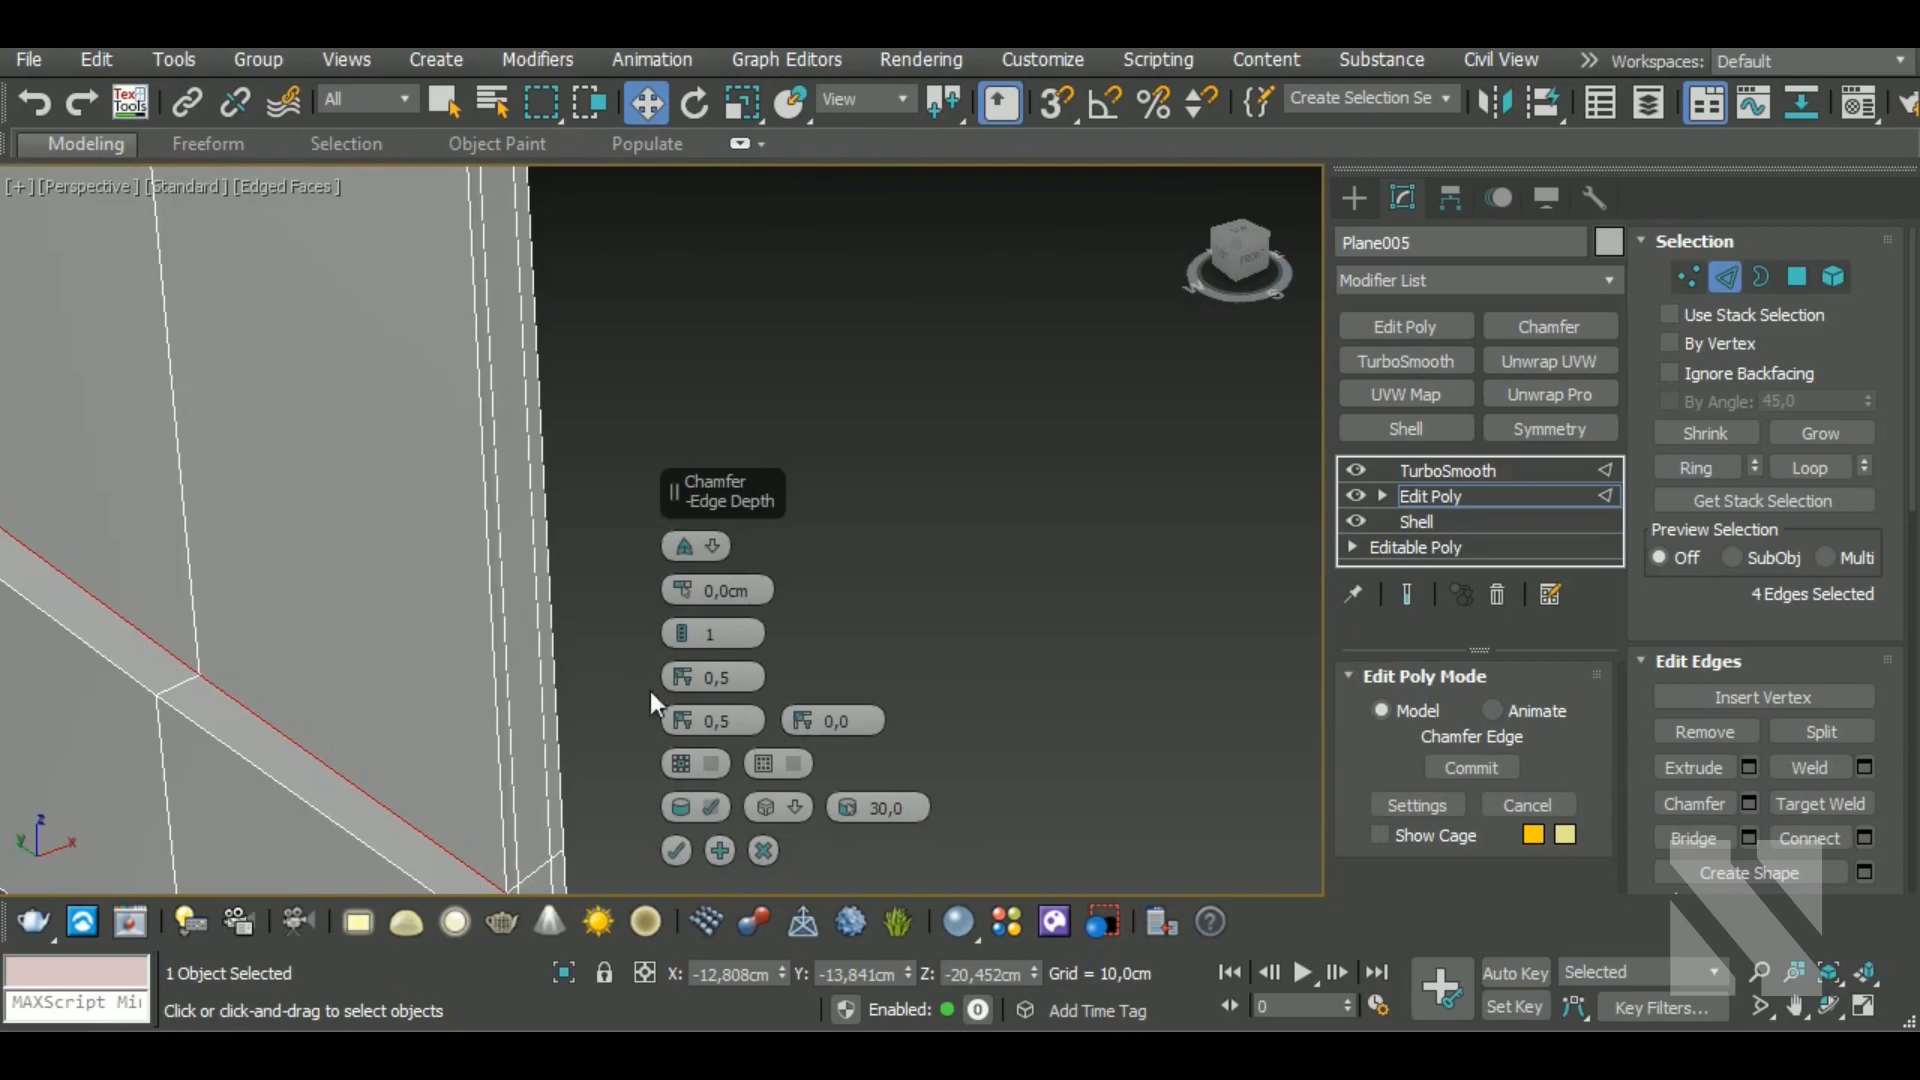 File Edit Tools Group Views Create Modifiers Animation Graph Editors Rendering Customize Scripting Content Substance Civil View Workspaces: Default
Tex Tools All View Create Selection Se
Modeling Freeform Selection Object Paint Populate
[+] [Perspective] [Standard] [Edged Faces]
Chamfer
-Edge Depth
0,0cm
1
0,5
0,5 0,0
30,0
Plane005
Modifier List
Edit Poly Chamfer
TurboSmooth Unwrap UVW
UVW Map Unwrap Pro
Shell Symmetry
TurboSmooth
Edit Poly
Shell
Editable Poly
Edit Poly Mode
Model Animate
Chamfer Edge
Commit
Settings Cancel
Show Cage
Selection
Use Stack Selection
By Vertex
Ignore Backfacing
By Angle: 45,0
Shrink Grow
Ring Loop
Get Stack Selection
Preview Selection
Off SubObj Multi
4 Edges Selected
Edit Edges
Insert Vertex
Remove Split
Extrude Weld
Chamfer Target Weld
Bridge Connect
Create Shape
z
y x
MAXScript Mi
1 Object Selected X: -12,808cm Y: -13,841cm Z: -20,452cm Grid = 10,0cm
Click or click-and-drag to select objects Enabled: 0 Add Time Tag
0
Auto Key Selected
Set Key Key Filters...